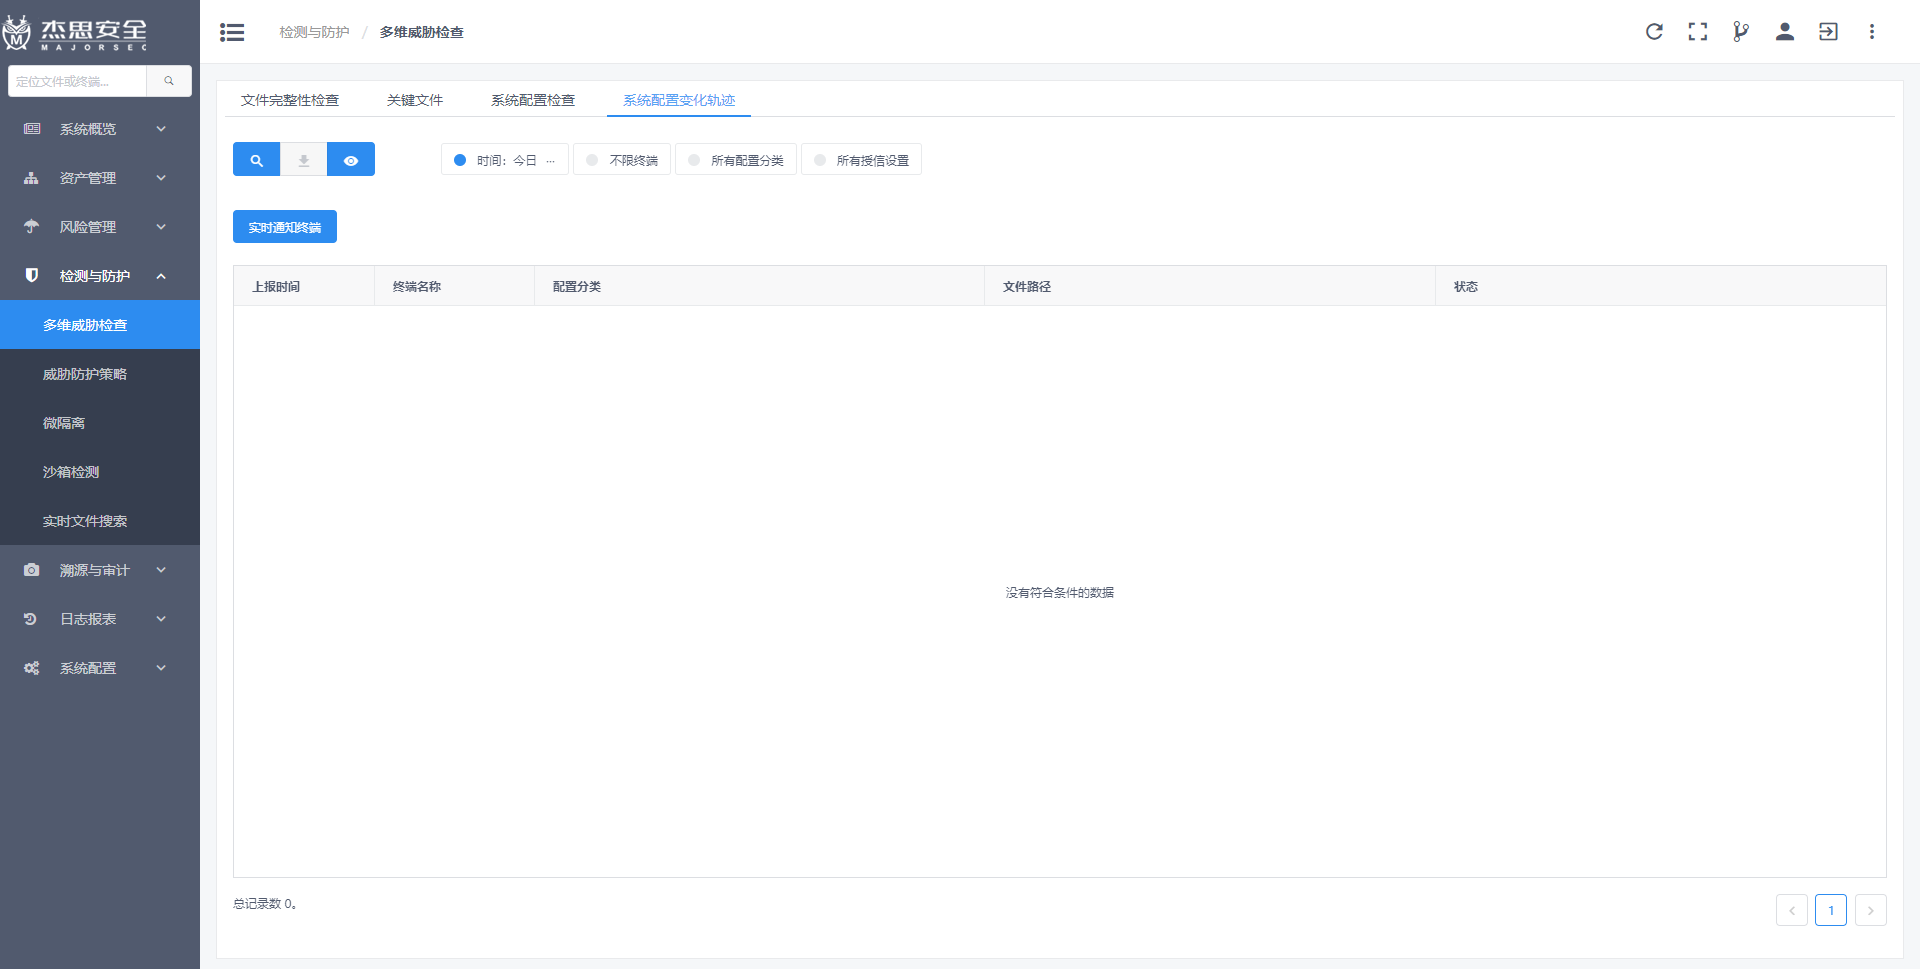 杰思安全
MAJORSEC
定位文件或终端...
系统概览
资产管理
风险管理
检测与防护
多维威胁检查
威胁防护策略
微隔离
沙箱检测
实时文件搜索
溯源与审计
日志报表
系统配置
检测与防护 / 多维威胁检查
文件完整性检查 关键文件 系统配置检查 系统配置变化轨迹
时间：今日 ... 不限终端 所有配置分类 所有授信设置
实时通知终端
上报时间 终端名称 配置分类 文件路径 状态
没有符合条件的数据
总记录数 0。
1